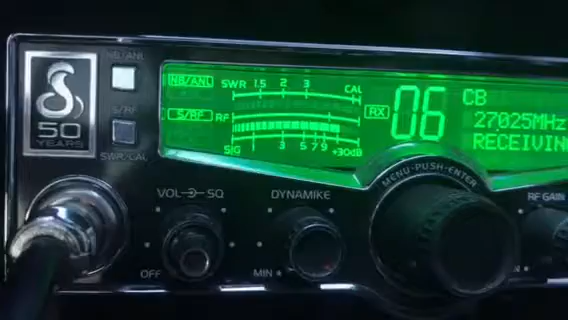 NB/ANL
S/RF
SWR/CAL
50
YEARS
NB/ANL
S/RF
SWR 1.5 2 3 CAL
RF
SIG 3 5 7 9 +30dB
RX
06
CB
27025MHz
RECEIVING
VOL SQ
OFF
DYNAMIKE
MIN
MENU-PUSH-ENTER
RF GAIN